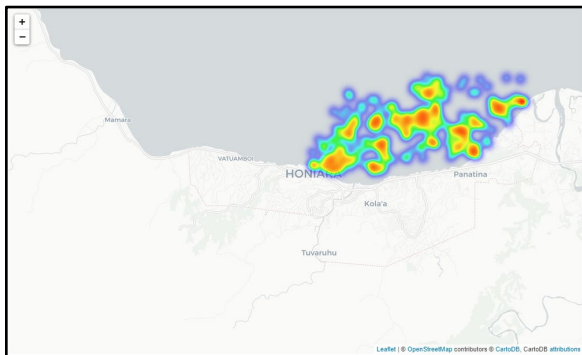 +
−
Mamara
VATUAMBOI
HONIARA
Kola'a
Panatina
Tuvaruhu
Leaflet | © OpenStreetMap contributors © CartoDB, CartoDB attributions